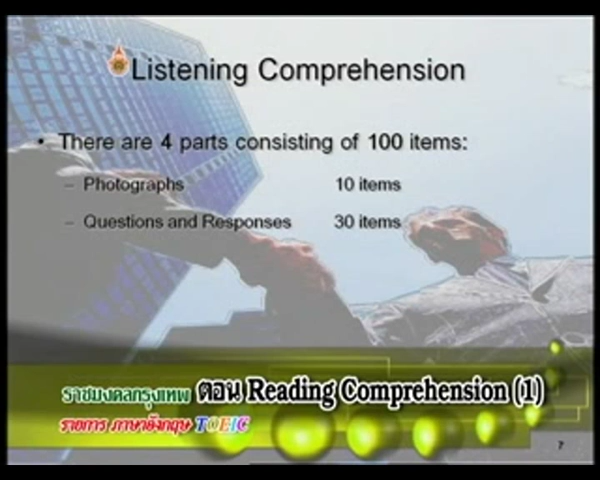 Listening Comprehension
• There are 4 parts consisting of 100 items:
– Photographs 10 items
– Questions and Responses 30 items
ราชมงคลกรุงเทพ ตอน Reading Comprehension (1)
รายการ ภาษาอังกฤษ TOEIC
7